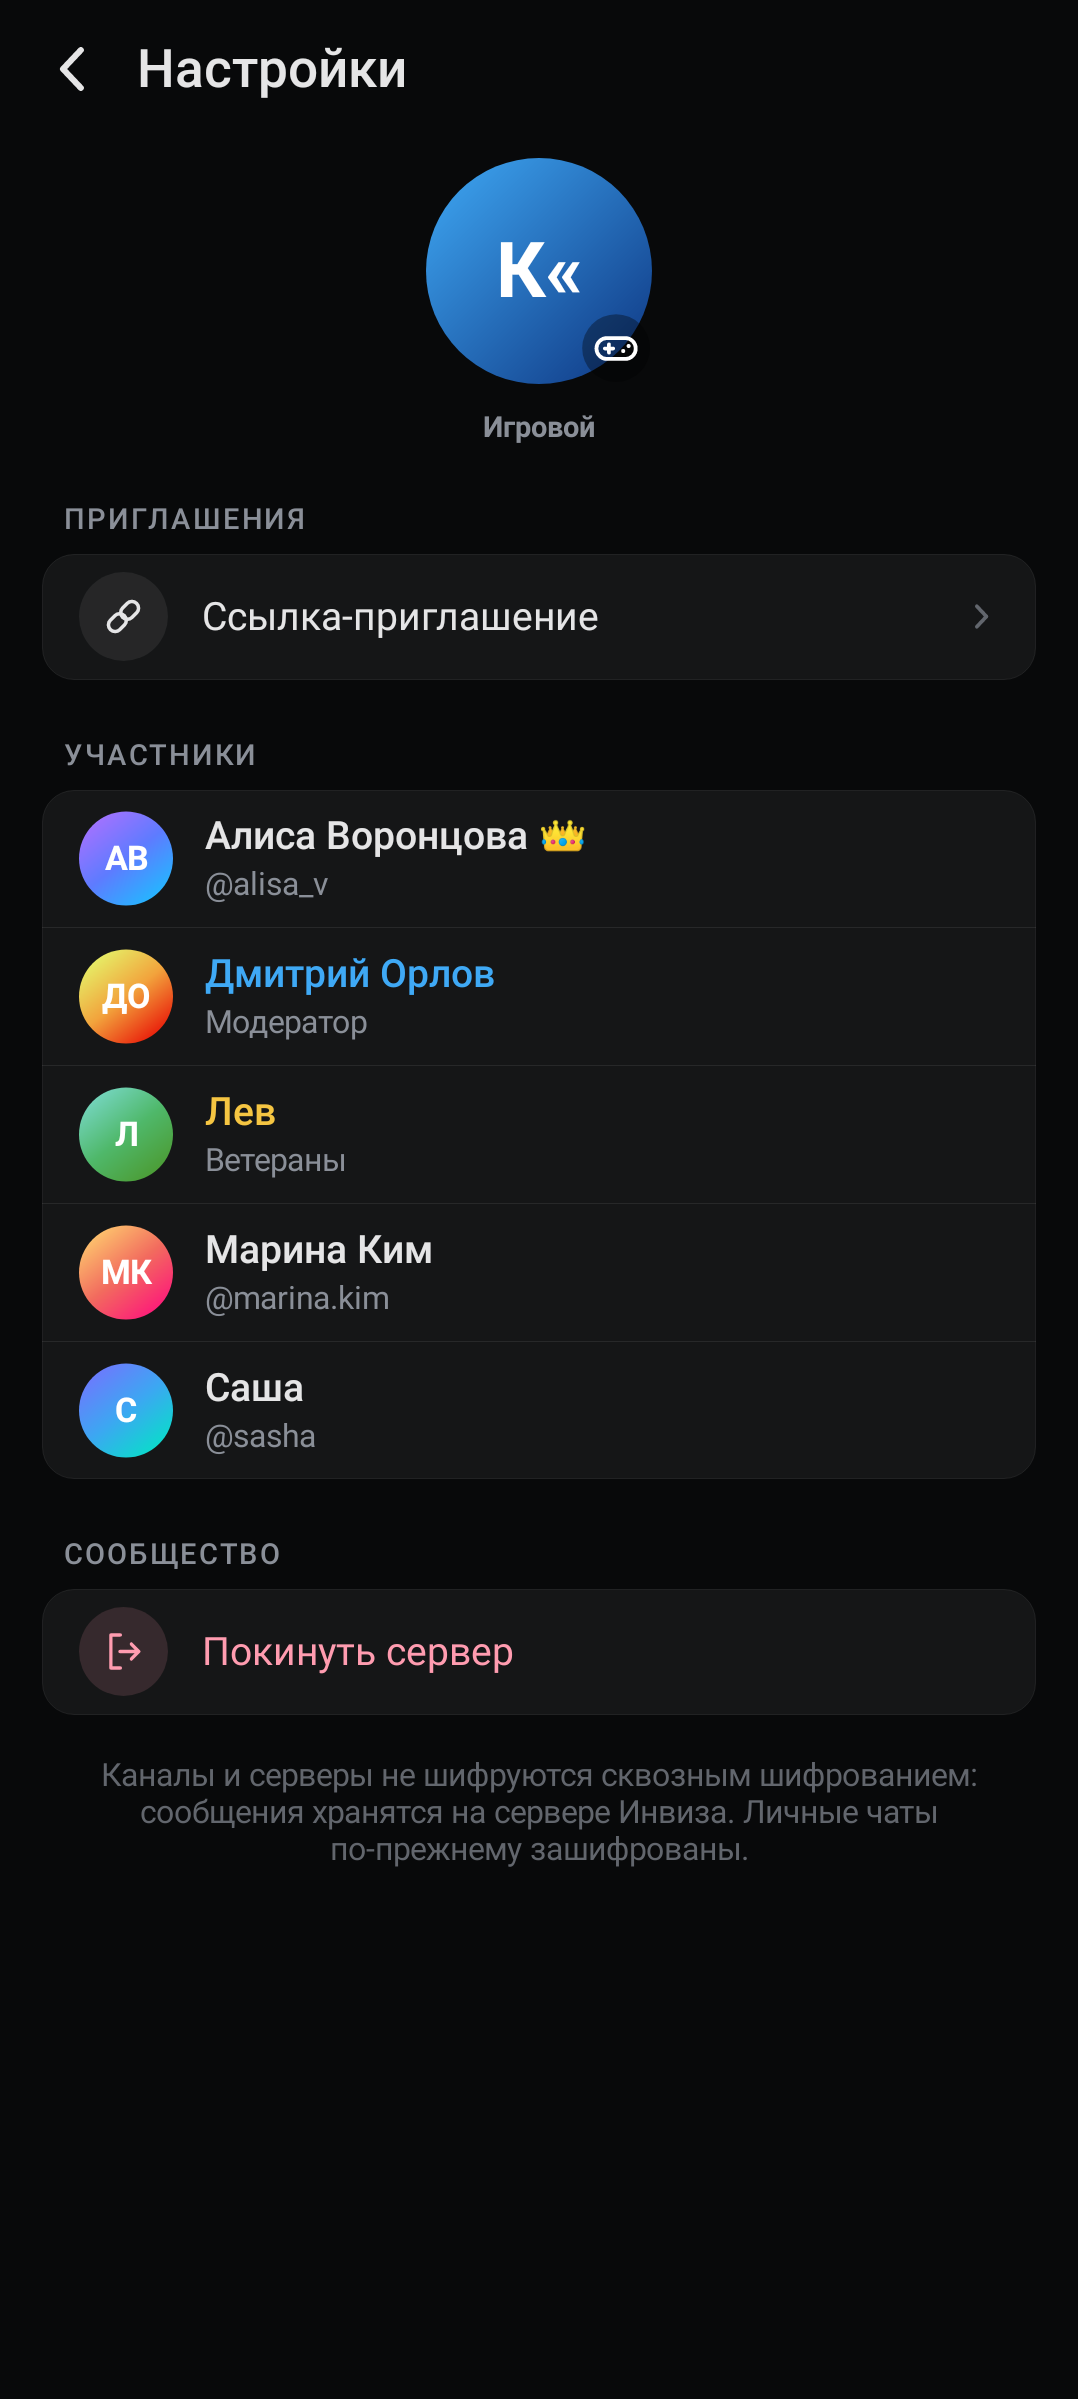 Настройки
К«
Игровой
ПРИГЛАШЕНИЯ
Ссылка-приглашение
УЧАСТНИКИ
АВ
Алиса Воронцова 👑
@alisa_v
ДО
Дмитрий Орлов
Модератор
Л
Лев
Ветераны
МК
Марина Ким
@marina.kim
С
Саша
@sasha
СООБЩЕСТВО
Покинуть сервер
Каналы и серверы не шифруются сквозным шифрованием:
сообщения хранятся на сервере Инвиза. Личные чаты
по-прежнему зашифрованы.